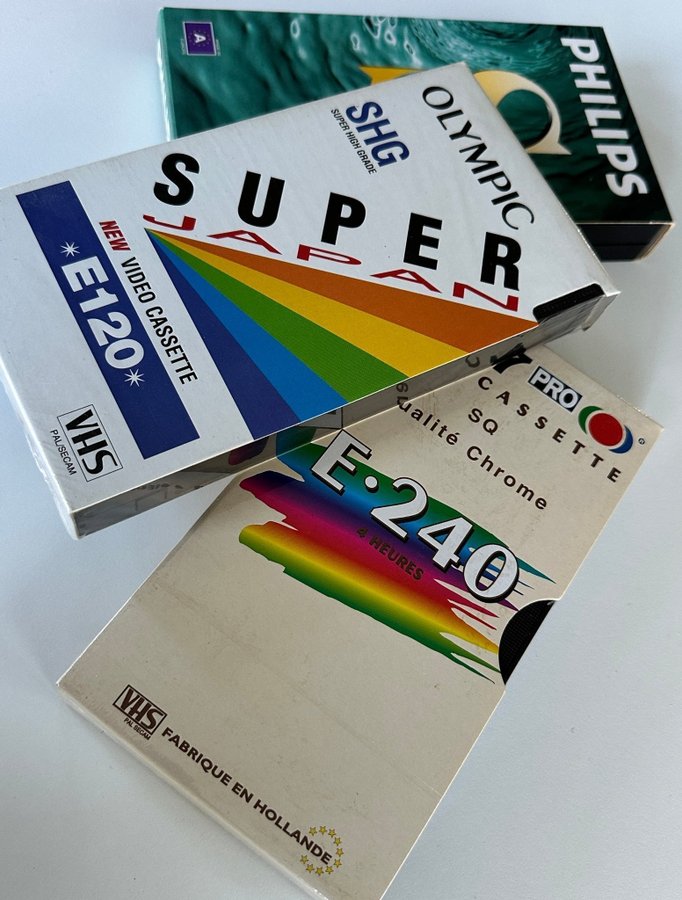 A
PHILIPS
OLYMPIC
SHG
SUPER HIGH GRADE
SUPER
JAPAN
NEW VIDEO CASSETTE
*E120*
VHS
PAL/SECAM
PRO
CASSETTE
SQ
ualité Chrome
E·240
4 HEURES
VHS
PAL SECAM
FABRIQUE EN HOLLANDE